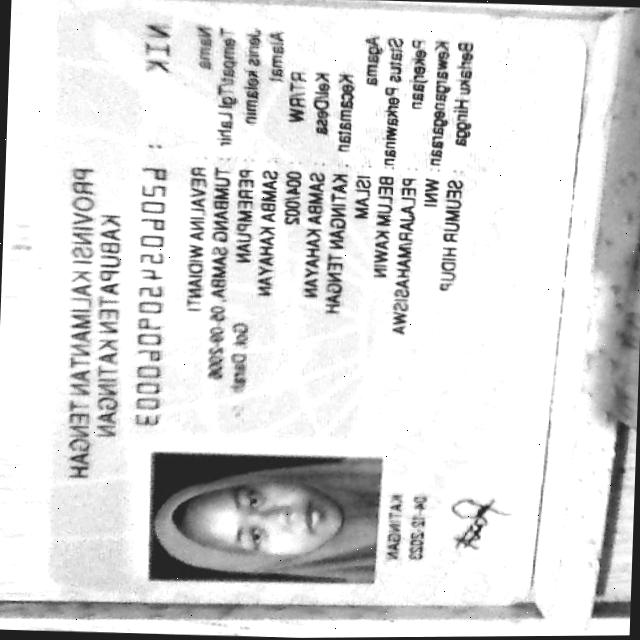 PROVINSI KALIMANTAN TENGAH
KABUPATEN KATINGAN
NIK : 6206054509060003
Nama : REVALINA WIDIANTI
Tempat/Tgl Lahir : TUMBANG SAMBA, 05-09-2006
Jenis kelamin : PEREMPUAN Gol. Darah : -
Alamat : SAMBA KAHAYAN
RT/RW : 004/002
Kel/Desa : SAMBA KAHAYAN
Kecamatan : KATINGAN TENGAH
Agama : ISLAM
Status Perkawinan: BELUM KAWIN
Pekerjaan : PELAJAR/MAHASISWA
Kewarganegaraan: WNI
Berlaku Hingga : SEUMUR HIDUP
KATINGAN
04-12-2023